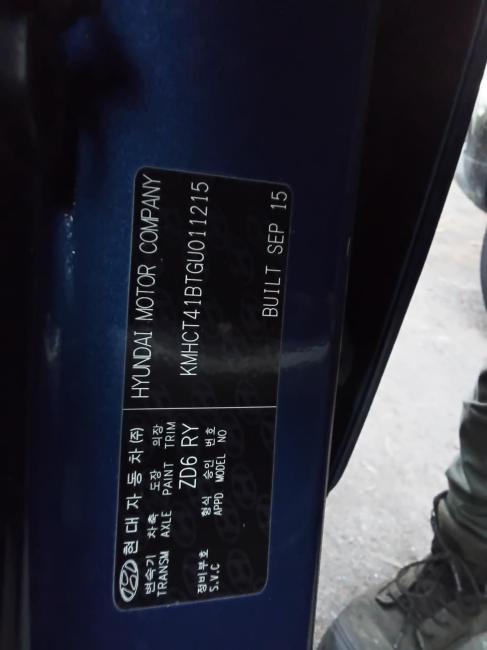 현대자동차(주)
변속기 차축 도장 의장
TRANSM AXLE PAINT TRIM
ZD6 RY
정비부호 형식 승인 번호
S.V.C APPD MODEL NO
HYUNDAI MOTOR COMPANY
KMHCT41BTGU011215
BUILT SEP 15